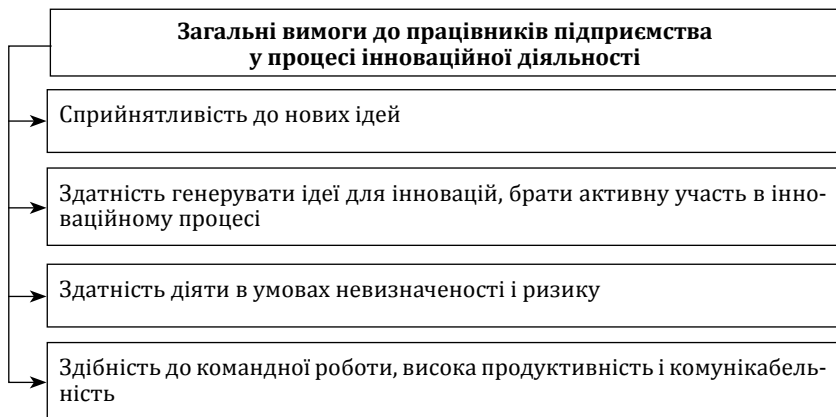 Загальні вимоги до працівників підприємства
у процесі інноваційної діяльності
Сприйнятливість до нових ідей
Здатність генерувати ідеї для інновацій, брати активну участь в інно-
ваційному процесі
Здатність діяти в умовах невизначеності і ризику
Здібність до командної роботи, висока продуктивність і комунікабель-
ність